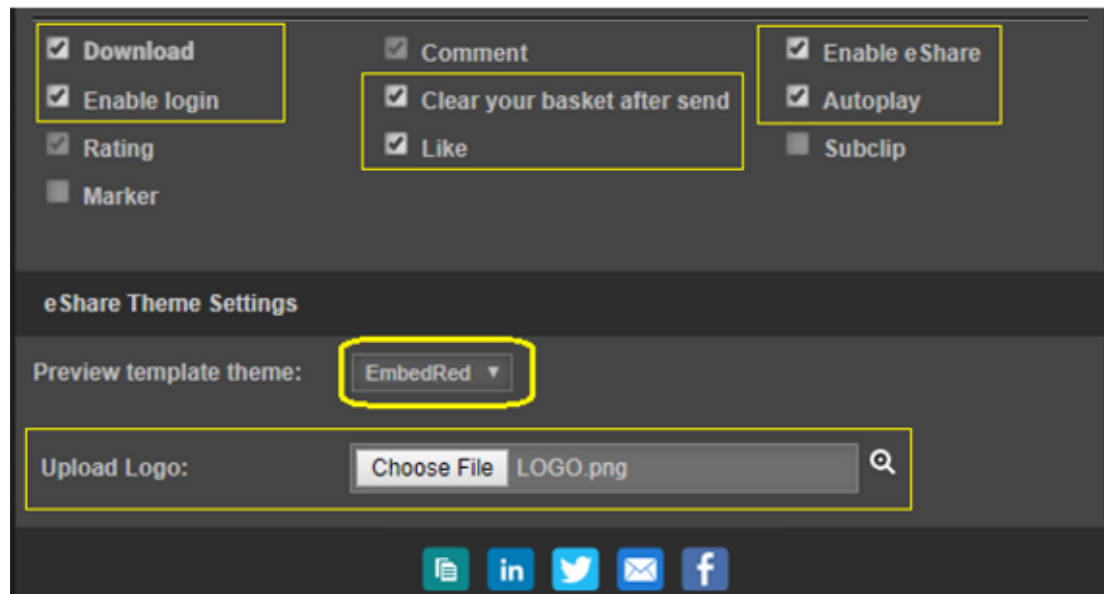 Download Comment Enable eShare
Enable login Clear your basket after send Autoplay
Rating Like Subclip
Marker
eShare Theme Settings
Preview template theme: EmbedRed
Upload Logo: Choose File LOGO.png
in f